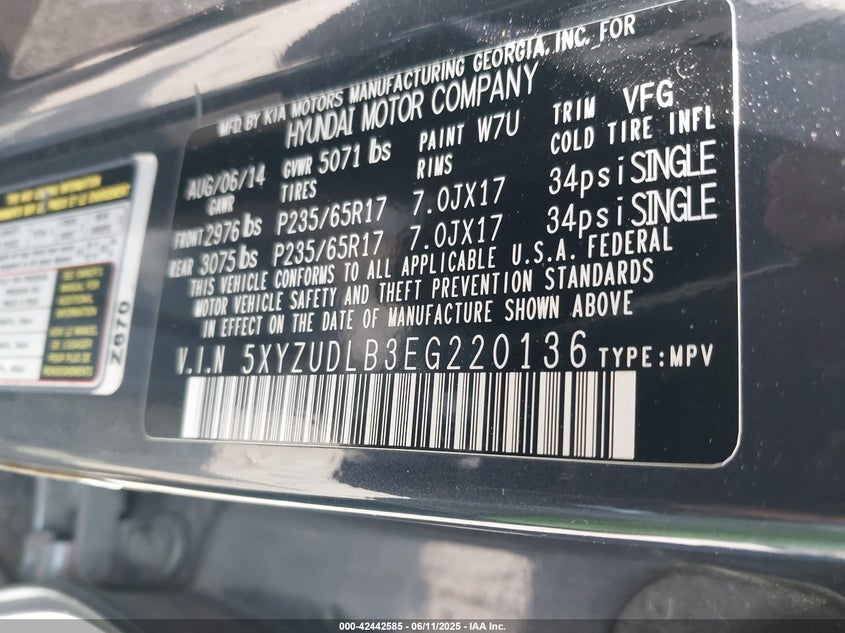 MFD BY KIA MOTORS MANUFACTURING GEORGIA, INC. FOR
HYUNDAI MOTOR COMPANY
AUG/06/14 GVWR 5071 lbs PAINT W7U TRIM VFG
GAWR TIRES RIMS COLD TIRE INFL
FRONT 2976 lbs P235/65R17 7.0JX17 34psi SINGLE
REAR 3075 lbs P235/65R17 7.0JX17 34psi SINGLE
THIS VEHICLE CONFORMS TO ALL APPLICABLE U.S.A. FEDERAL
MOTOR VEHICLE SAFETY AND THEFT PREVENTION STANDARDS
IN EFFECT ON THE DATE OF MANUFACTURE SHOWN ABOVE
V.I.N 5XYZUDLB3EG220136 TYPE:MPV
Z070
000-42442585 - 06/11/2025 - IAA Inc.